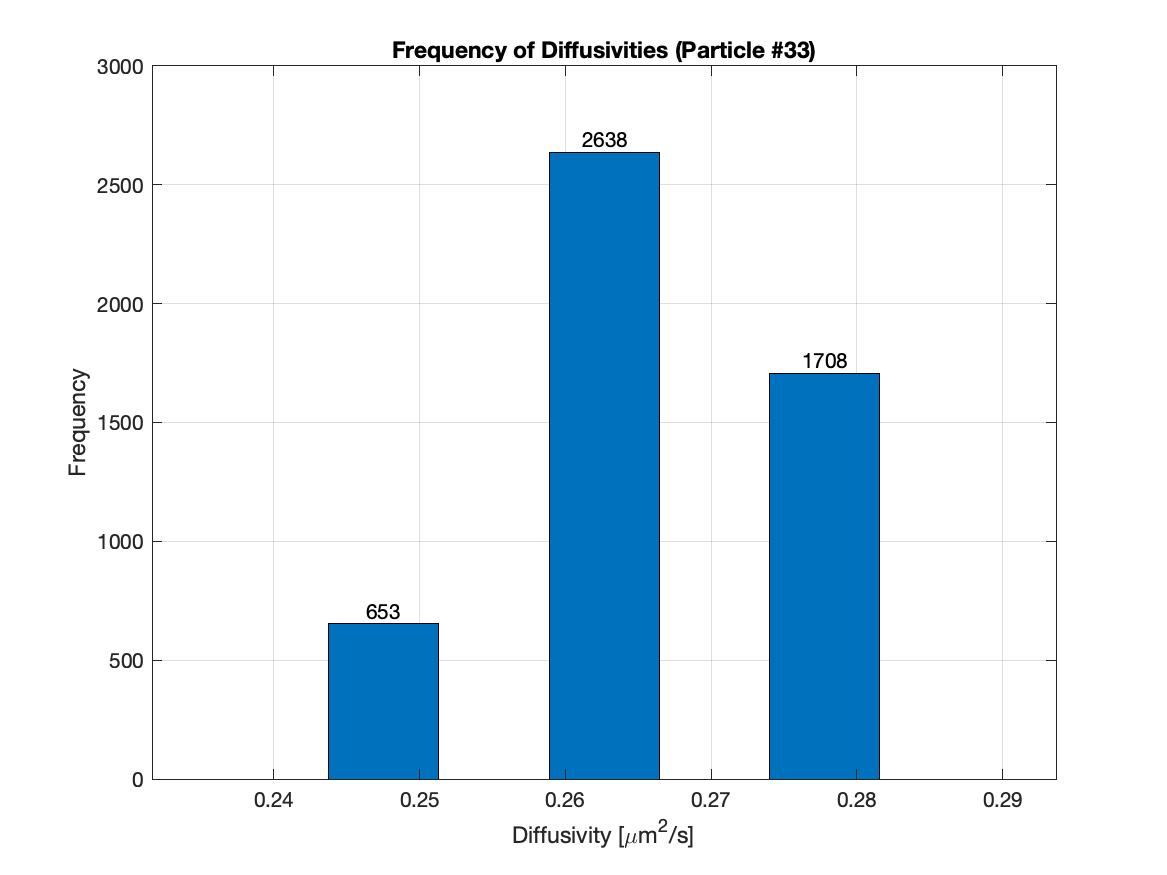 Frequency of Diffusivities (Particle #33)
3000
2500
2000
1500
1000
500
0
Frequency
653
2638
1708
0.24 0.25 0.26 0.27 0.28 0.29
Diffusivity [μm²/s]